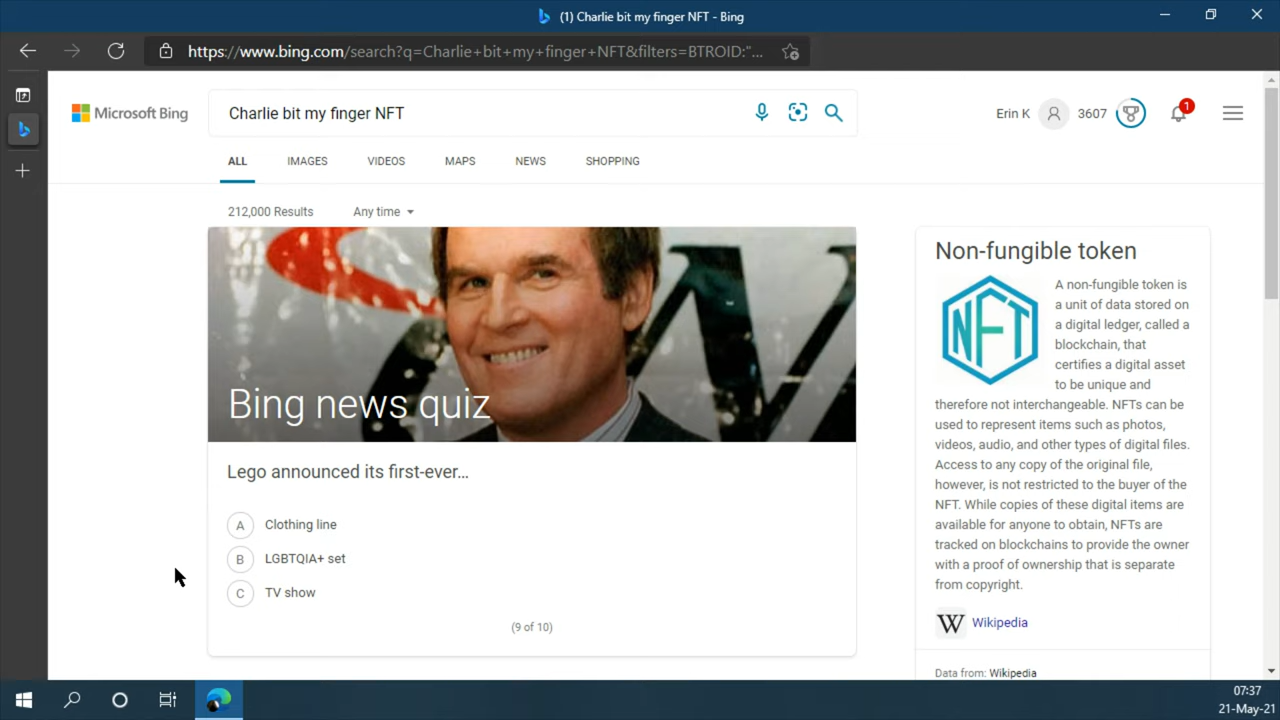 (1) Charlie bit my finger NFT - Bing
https://www.bing.com/search?q=Charlie+bit+my+finger+NFT&filters=BTROID:"...
Microsoft Bing
Charlie bit my finger NFT
Erin K
3607
1
ALL
IMAGES
VIDEOS
MAPS
NEWS
SHOPPING
212,000 Results
Any time
Bing news quiz
Lego announced its first-ever...
A Clothing line
B LGBTQIA+ set
C TV show
(9 of 10)
Non-fungible token
NFT
A non-fungible token is
a unit of data stored on
a digital ledger, called a
blockchain, that
certifies a digital asset
to be unique and
therefore not interchangeable. NFTs can be
used to represent items such as photos,
videos, audio, and other types of digital files.
Access to any copy of the original file,
however, is not restricted to the buyer of the
NFT. While copies of these digital items are
available for anyone to obtain, NFTs are
tracked on blockchains to provide the owner
with a proof of ownership that is separate
from copyright.
W Wikipedia
Data from: Wikipedia
07:37
21-May-21